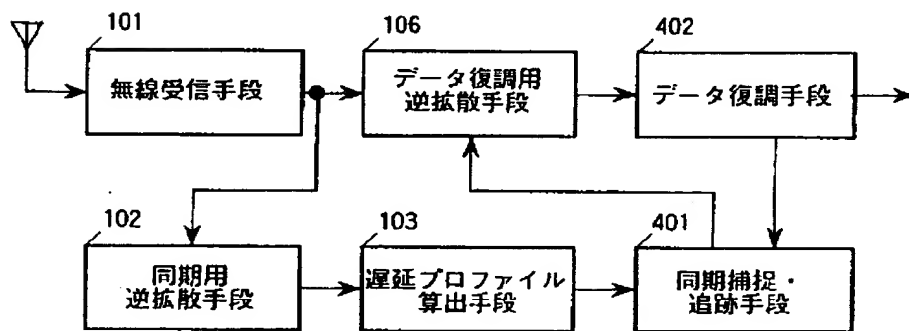 101
無線受信手段
106
データ復調用
逆拡散手段
402
データ復調手段
102
同期用
逆拡散手段
103
遅延プロファイル
算出手段
401
同期捕捉・
追跡手段